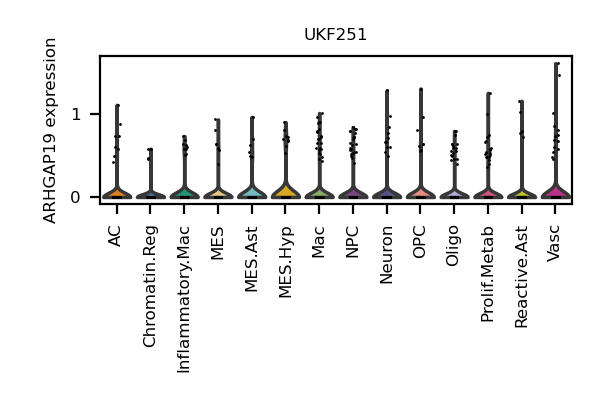 UKF251
ARHGAP19 expression
1
0
AC
Chromatin.Reg
Inflammatory.Mac
MES
MES.Ast
MES.Hyp
Mac
NPC
Neuron
OPC
Oligo
Prolif.Metab
Reactive.Ast
Vasc